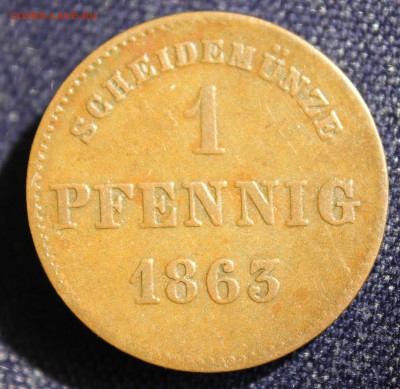 SCHEIDEMÜNZE
1
PFENNIG
1863